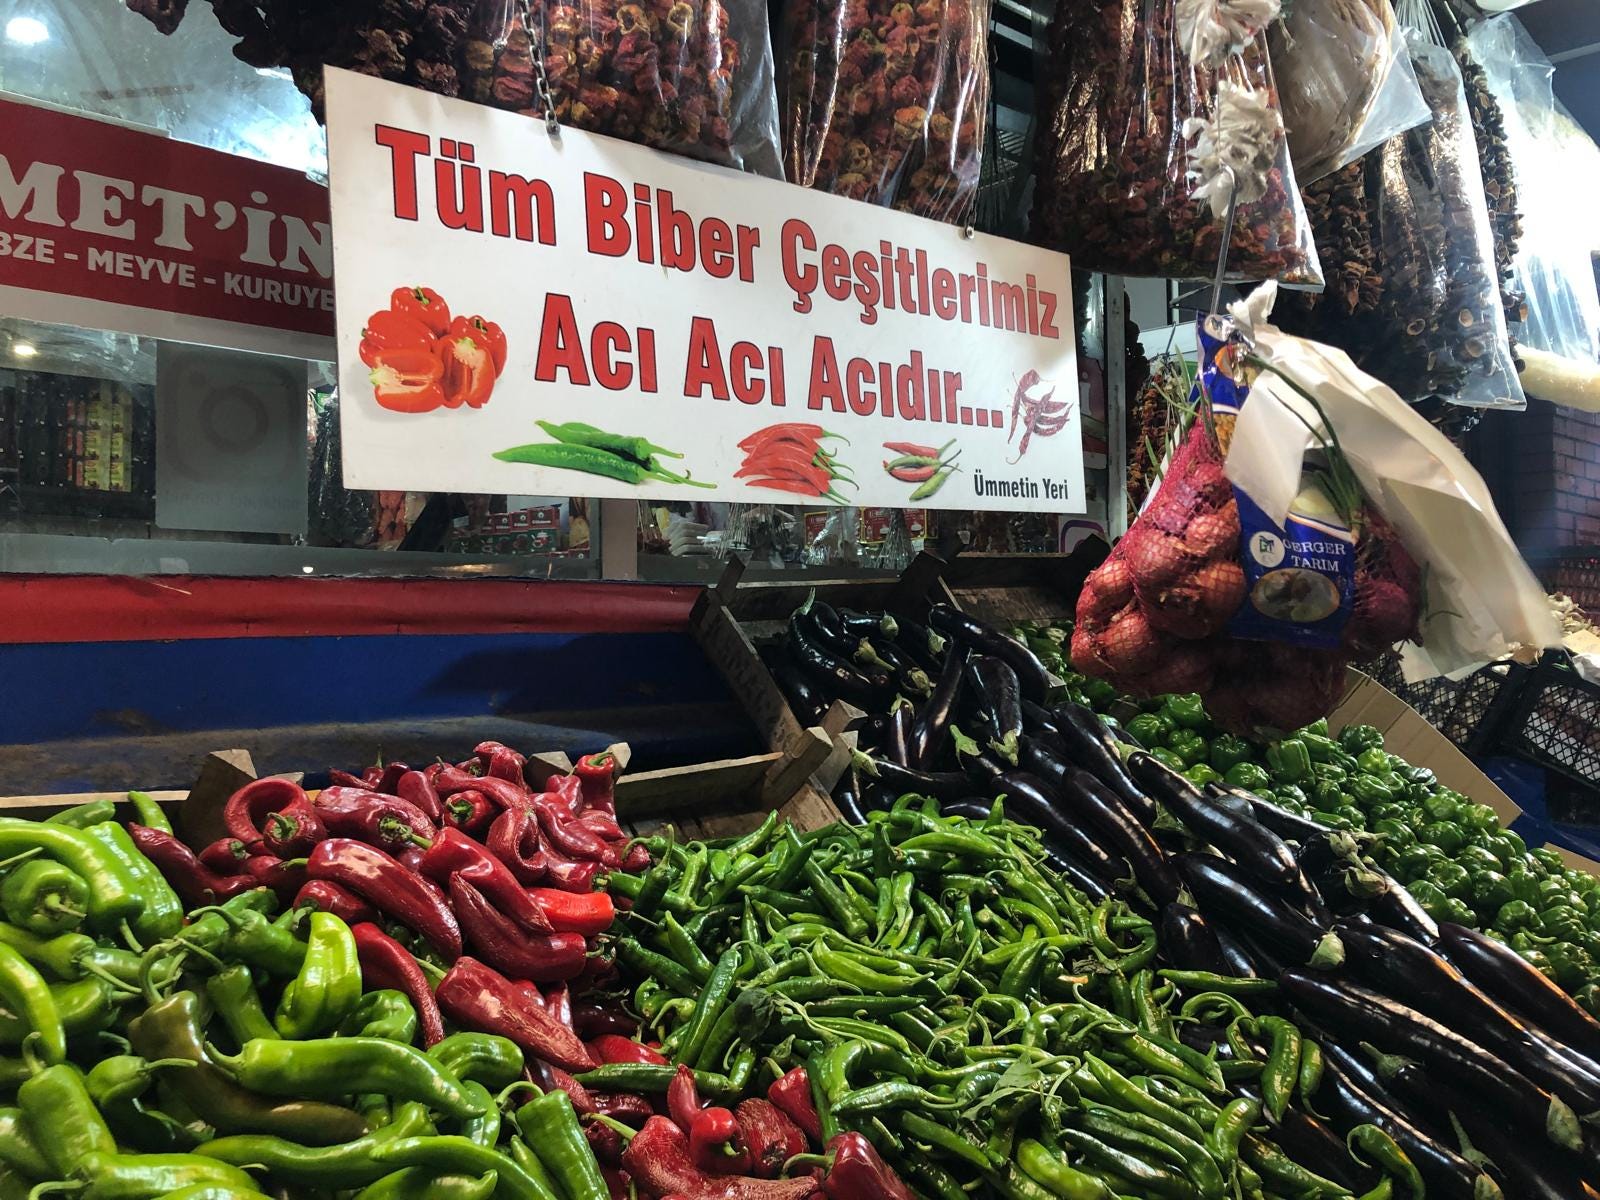 MET'İN
BZE - MEYVE - KURUYE
Tüm Biber Çeşitlerimiz
Acı Acı Acıdır...
Ümmetin Yeri
GERGER
TARIM